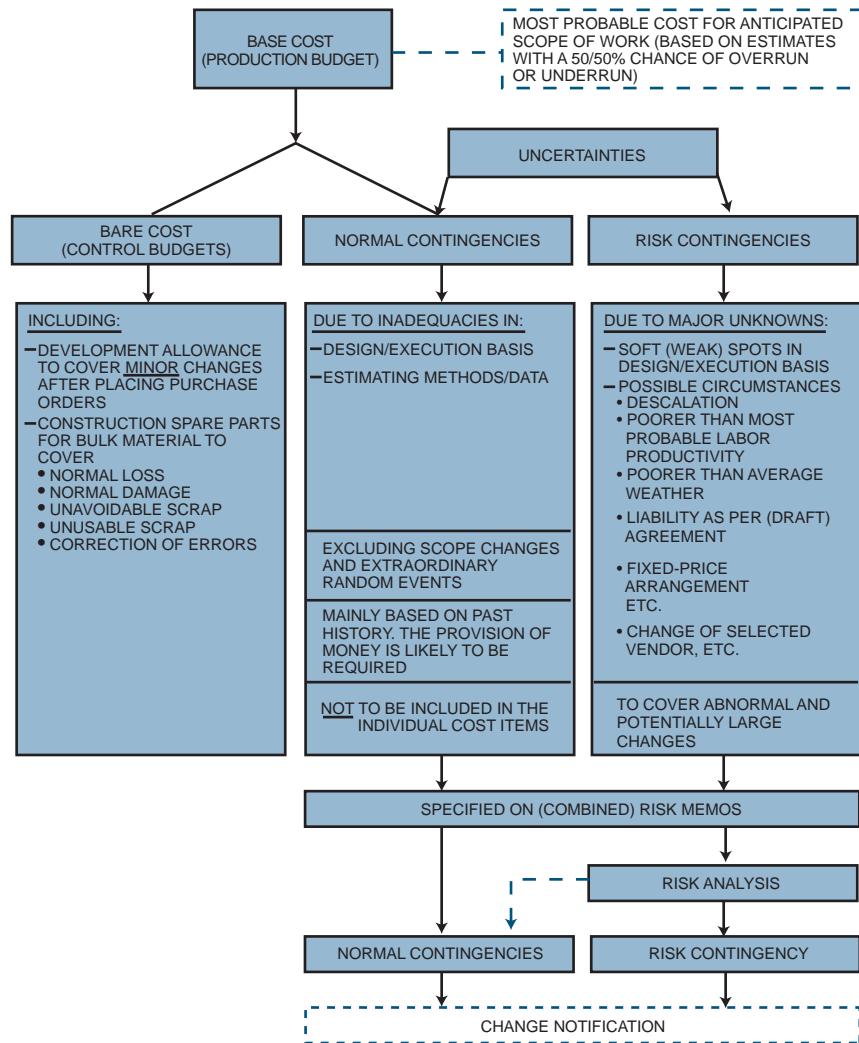 BASE COST
(PRODUCTION BUDGET)
MOST PROBABLE COST FOR ANTICIPATED
SCOPE OF WORK (BASED ON ESTIMATES
WITH A 50/50% CHANCE OF OVERRUN
OR UNDERRUN)
UNCERTAINTIES
BARE COST
(CONTROL BUDGETS)
NORMAL CONTINGENCIES
RISK CONTINGENCIES
INCLUDING:
–DEVELOPMENT ALLOWANCE
TO COVER MINOR CHANGES
AFTER PLACING PURCHASE
ORDERS
–CONSTRUCTION SPARE PARTS
FOR BULK MATERIAL TO
COVER
• NORMAL LOSS
• NORMAL DAMAGE
• UNAVOIDABLE SCRAP
• UNUSABLE SCRAP
• CORRECTION OF ERRORS
DUE TO INADEQUACIES IN:
–DESIGN/EXECUTION BASIS
–ESTIMATING METHODS/DATA
EXCLUDING SCOPE CHANGES
AND EXTRAORDINARY
RANDOM EVENTS
MAINLY BASED ON PAST
HISTORY. THE PROVISION OF
MONEY IS LIKELY TO BE
REQUIRED
NOT TO BE INCLUDED IN THE
INDIVIDUAL COST ITEMS
DUE TO MAJOR UNKNOWNS:
– SOFT (WEAK) SPOTS IN
DESIGN/EXECUTION BASIS
– POSSIBLE CIRCUMSTANCES
• DESCALATION
• POORER THAN MOST
PROBABLE LABOR
PRODUCTIVITY
• POORER THAN AVERAGE
WEATHER
• LIABILITY AS PER (DRAFT)
AGREEMENT
• FIXED-PRICE
ARRANGEMENT
ETC.
• CHANGE OF SELECTED
VENDOR, ETC.
TO COVER ABNORMAL AND
POTENTIALLY LARGE
CHANGES
SPECIFIED ON (COMBINED) RISK MEMOS
RISK ANALYSIS
NORMAL CONTINGENCIES
RISK CONTINGENCY
CHANGE NOTIFICATION